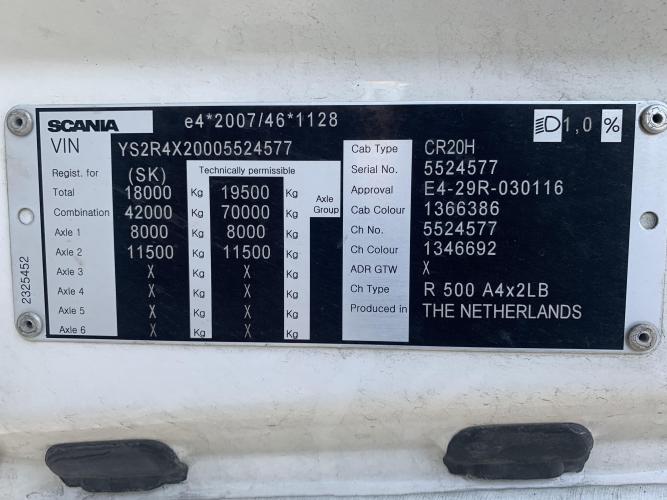 SCANIA e4*2007/46*1128 1,0 %
VIN YS2R4X20005524577
Regist. for (SK) Technically permissible
Total 18000 Kg 19500 Kg Axle Group
Combination 42000 Kg 70000 Kg
Axle 1 8000 Kg 8000 Kg
Axle 2 11500 Kg 11500 Kg
Axle 3 X Kg X Kg
Axle 4 X Kg X Kg
Axle 5 X Kg X Kg
Axle 6 X Kg X Kg
Cab Type CR20H
Serial No. 5524577
Approval E4-29R-030116
Cab Colour 1366386
Ch No. 5524577
Ch Colour 1346692
ADR GTW X
Ch Type R 500 A4x2LB
Produced in THE NETHERLANDS
2325452